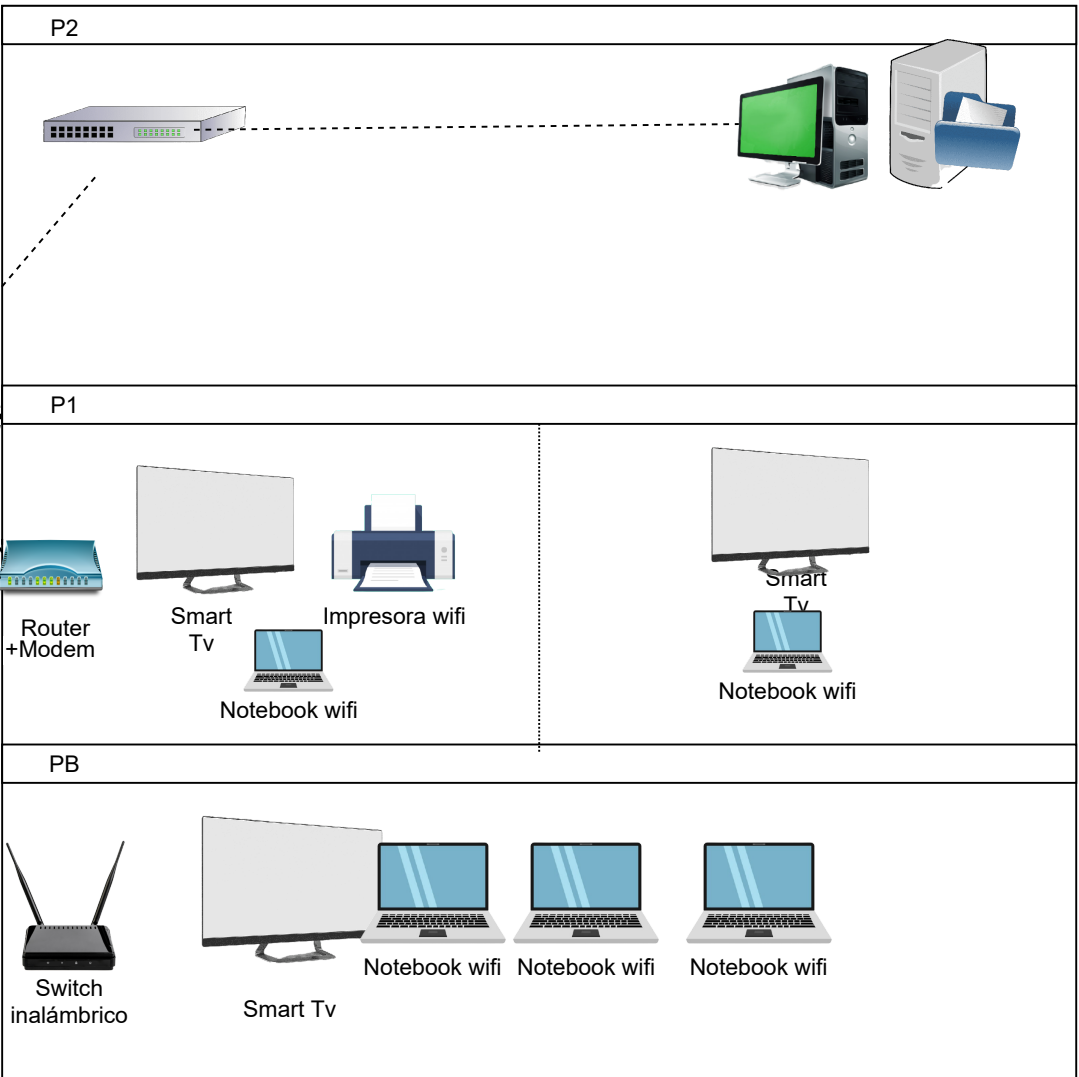 P2
P1
Router
+Modem
Smart
Tv
Impresora wifi
Notebook wifi
Smart
Tv
Notebook wifi
PB
Switch
inalámbrico
Smart Tv
Notebook wifi
Notebook wifi
Notebook wifi